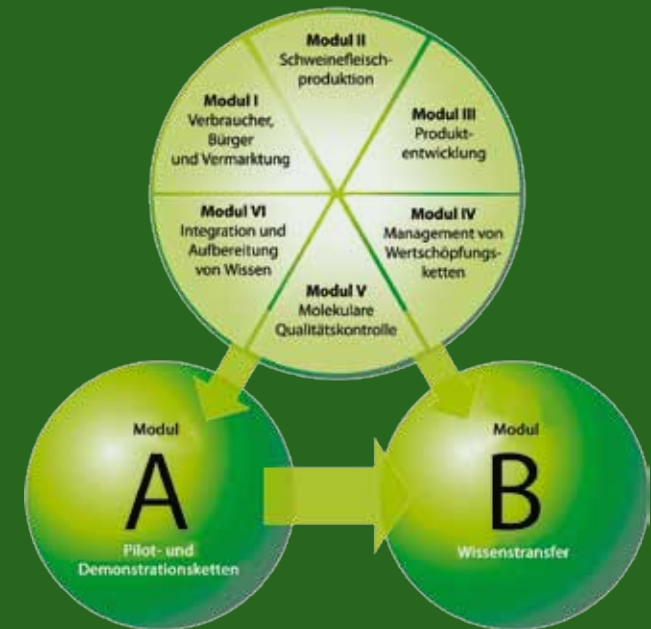 Modul I
Verbraucher,
Bürger
und Vermarktung
Modul II
Schweinefleisch-
produktion
Modul III
Produkt-
entwicklung
Modul IV
Management von
Wertschöpfungs-
ketten
Modul V
Molekulare
Qualitätskontrolle
Modul VI
Integration und
Aufbereitung
von Wissen
Modul
A
Pilot- und
Demonstrationsketten
Modul
B
Wissenstransfer